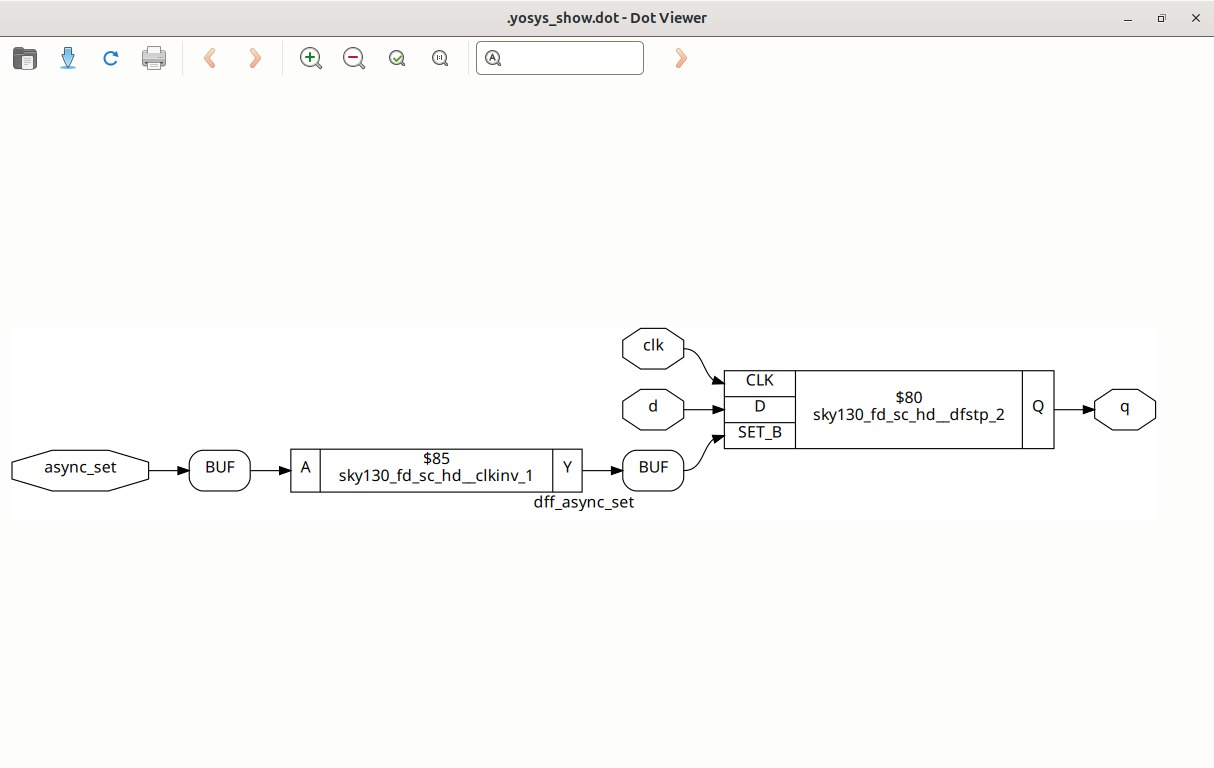 .yosys_show.dot - Dot Viewer
clk
d
CLK
D
SET_B
$80
sky130_fd_sc_hd__dfstp_2
Q
q
async_set
BUF
A
$85
sky130_fd_sc_hd__clkinv_1
Y
BUF
dff_async_set